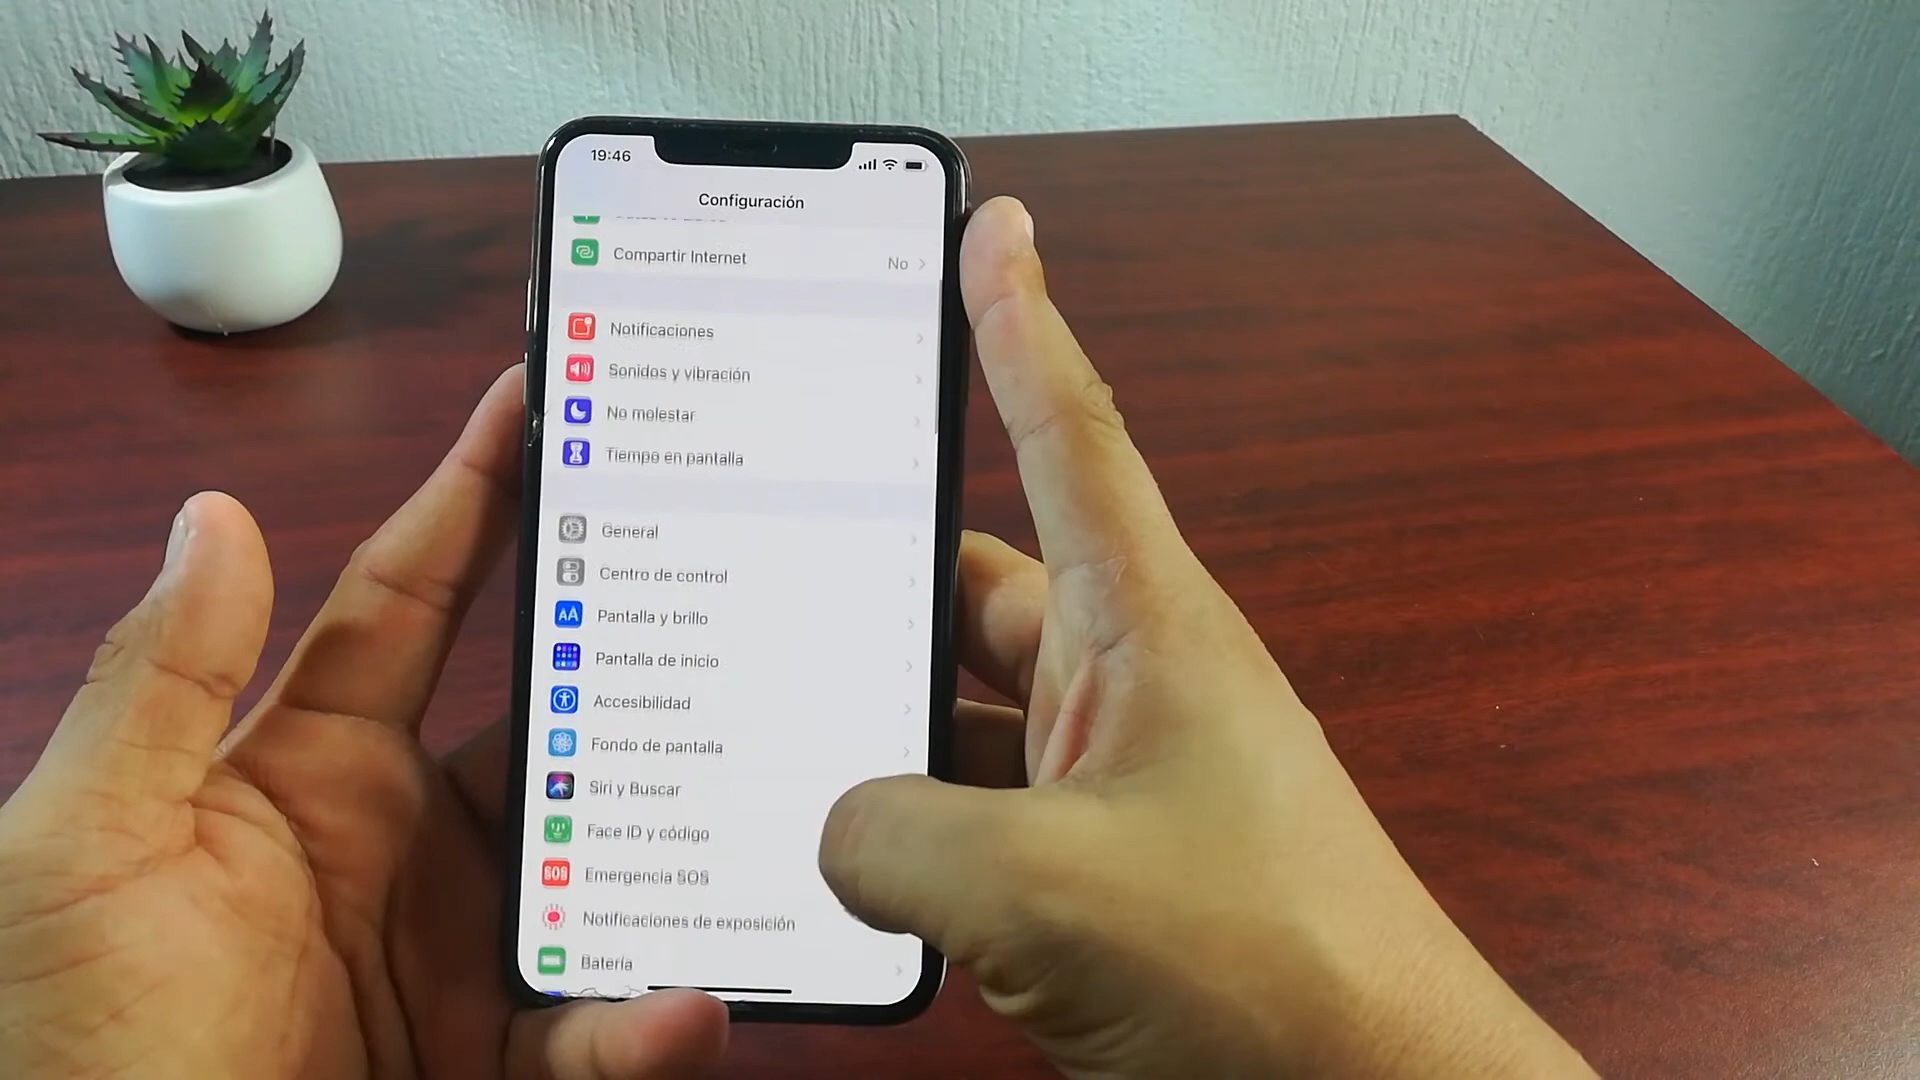 19:46
Configuración
Compartir Internet No
Notificaciones
Sonidos y vibración
No molestar
Tiempo en pantalla
General
Centro de control
AA Pantalla y brillo
Pantalla de inicio
Accesibilidad
Fondo de pantalla
Siri y Buscar
Face ID y código
SOS Emergencia SOS
Notificaciones de exposición
Batería